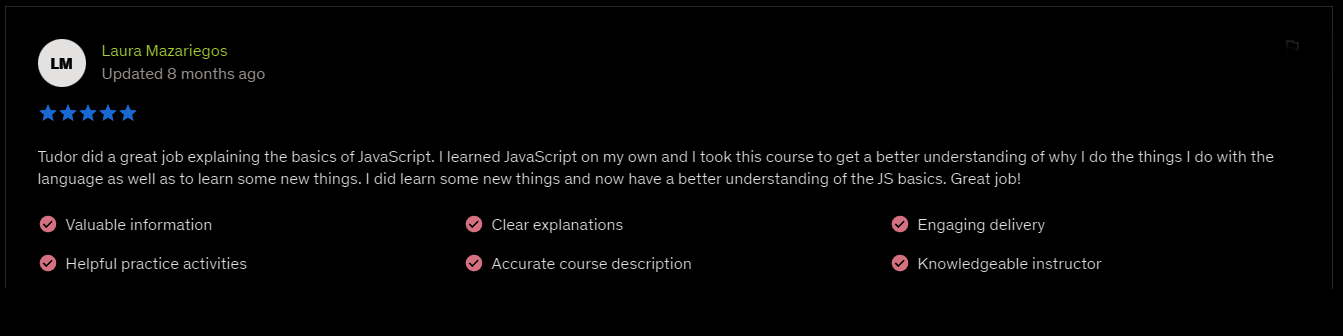 LM
Laura Mazariegos
Updated 8 months ago
Tudor did a great job explaining the basics of JavaScript. I learned JavaScript on my own and I took this course to get a better understanding of why I do the things I do with the
language as well as to learn some new things. I did learn some new things and now have a better understanding of the JS basics. Great job!
Valuable information
Clear explanations
Engaging delivery
Helpful practice activities
Accurate course description
Knowledgeable instructor